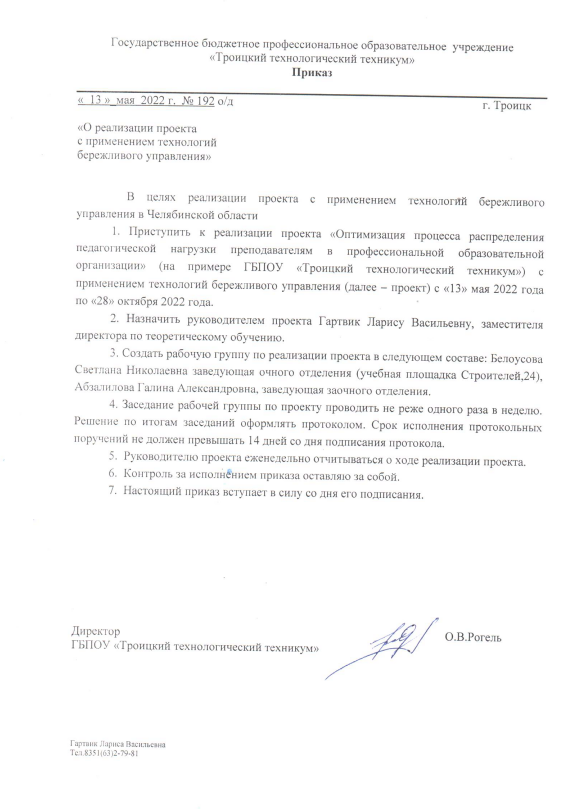 Государственное бюджетное профессиональное образовательное учреждение
«Троицкий технологический техникум»
Приказ
« 13 » мая 2022 г. № 192 о/д
г. Троицк
«О реализации проекта
с применением технологий
бережливого управления»
В целях реализации проекта с применением технологий бережливого
управления в Челябинской области
1. Приступить к реализации проекта «Оптимизация процесса распределения
педагогической нагрузки преподавателям в профессиональной образовательной
организации» (на примере ГБПОУ «Троицкий технологический техникум») с
применением технологий бережливого управления (далее – проект) с «13» мая 2022 года
по «28» октября 2022 года.
2. Назначить руководителем проекта Гартвик Ларису Васильевну, заместителя
директора по теоретическому обучению.
3. Создать рабочую группу по реализации проекта в следующем составе: Белоусова
Светлана Николаевна заведующая очного отделения (учебная площадка Строителей,24),
Абзалилова Галина Александровна, заведующая заочного отделения.
4. Заседание рабочей группы по проекту проводить не реже одного раза в неделю.
Решение по итогам заседаний оформлять протоколом. Срок исполнения протокольных
поручений не должен превышать 14 дней со дня подписания протокола.
5. Руководителю проекта еженедельно отчитываться о ходе реализации проекта.
6. Контроль за исполнением приказа оставляю за собой.
7. Настоящий приказ вступает в силу со дня его подписания.
Директор
ГБПОУ «Троицкий технологический техникум»
О.В.Рогель
Гартвик Лариса Васильевна
Тел.8351(63)2-79-81